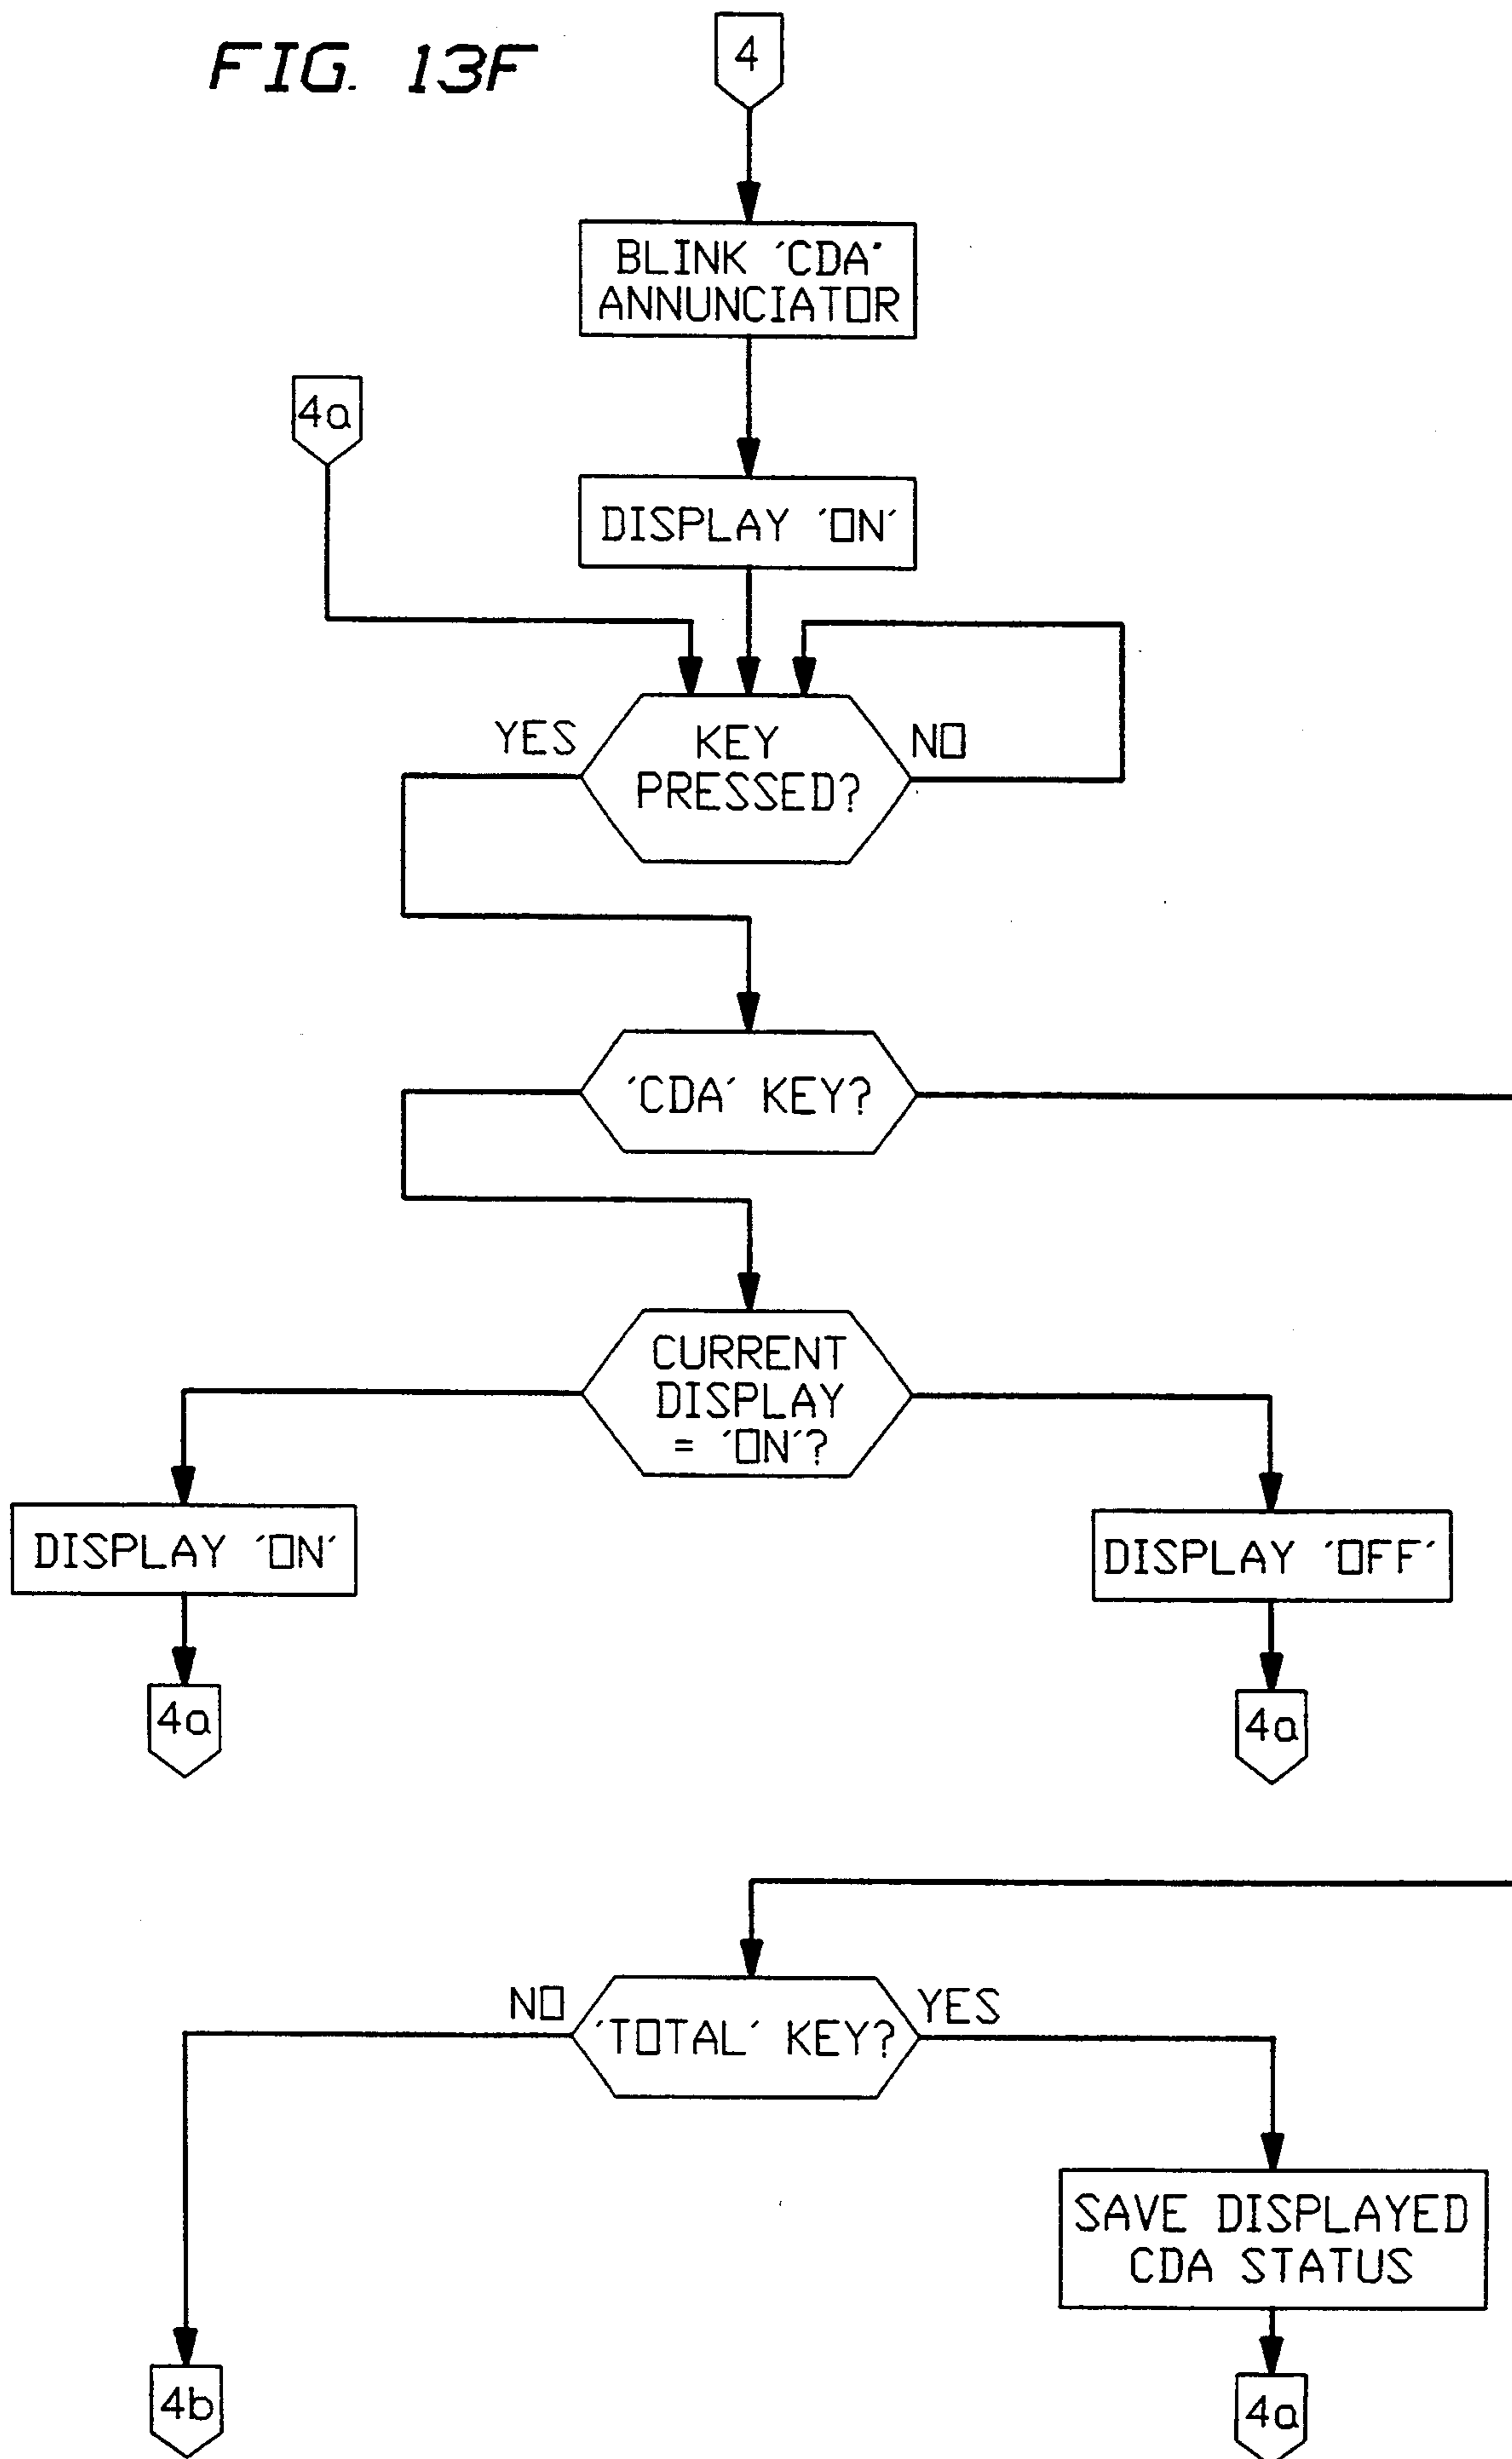 FIG. 13F
4
BLINK 'CDA'
ANNUNCIATOR
4a
DISPLAY 'ON'
YES
KEY
PRESSED?
NO
'CDA' KEY?
CURRENT
DISPLAY
= 'ON'?
DISPLAY 'ON'
DISPLAY 'OFF'
4a
4a
NO
'TOTAL' KEY?
YES
SAVE DISPLAYED
CDA STATUS
4b
4a